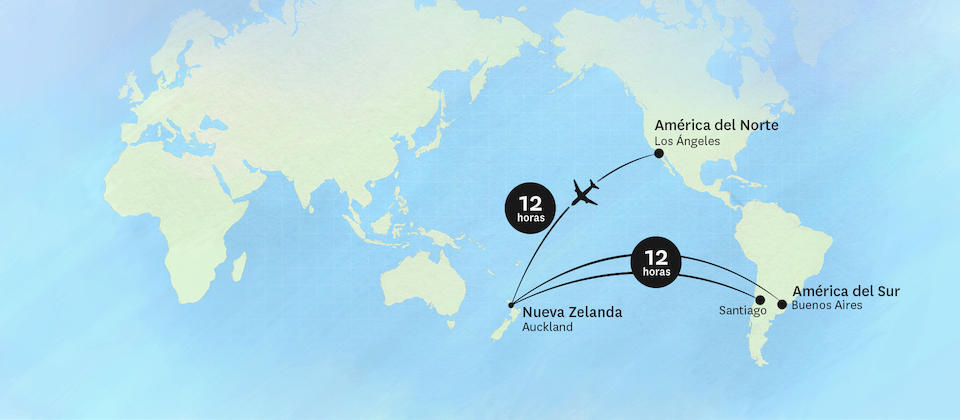 América del Norte
Los Ángeles
12
horas
12
horas
América del Sur
Santiago
Buenos Aires
Nueva Zelanda
Auckland